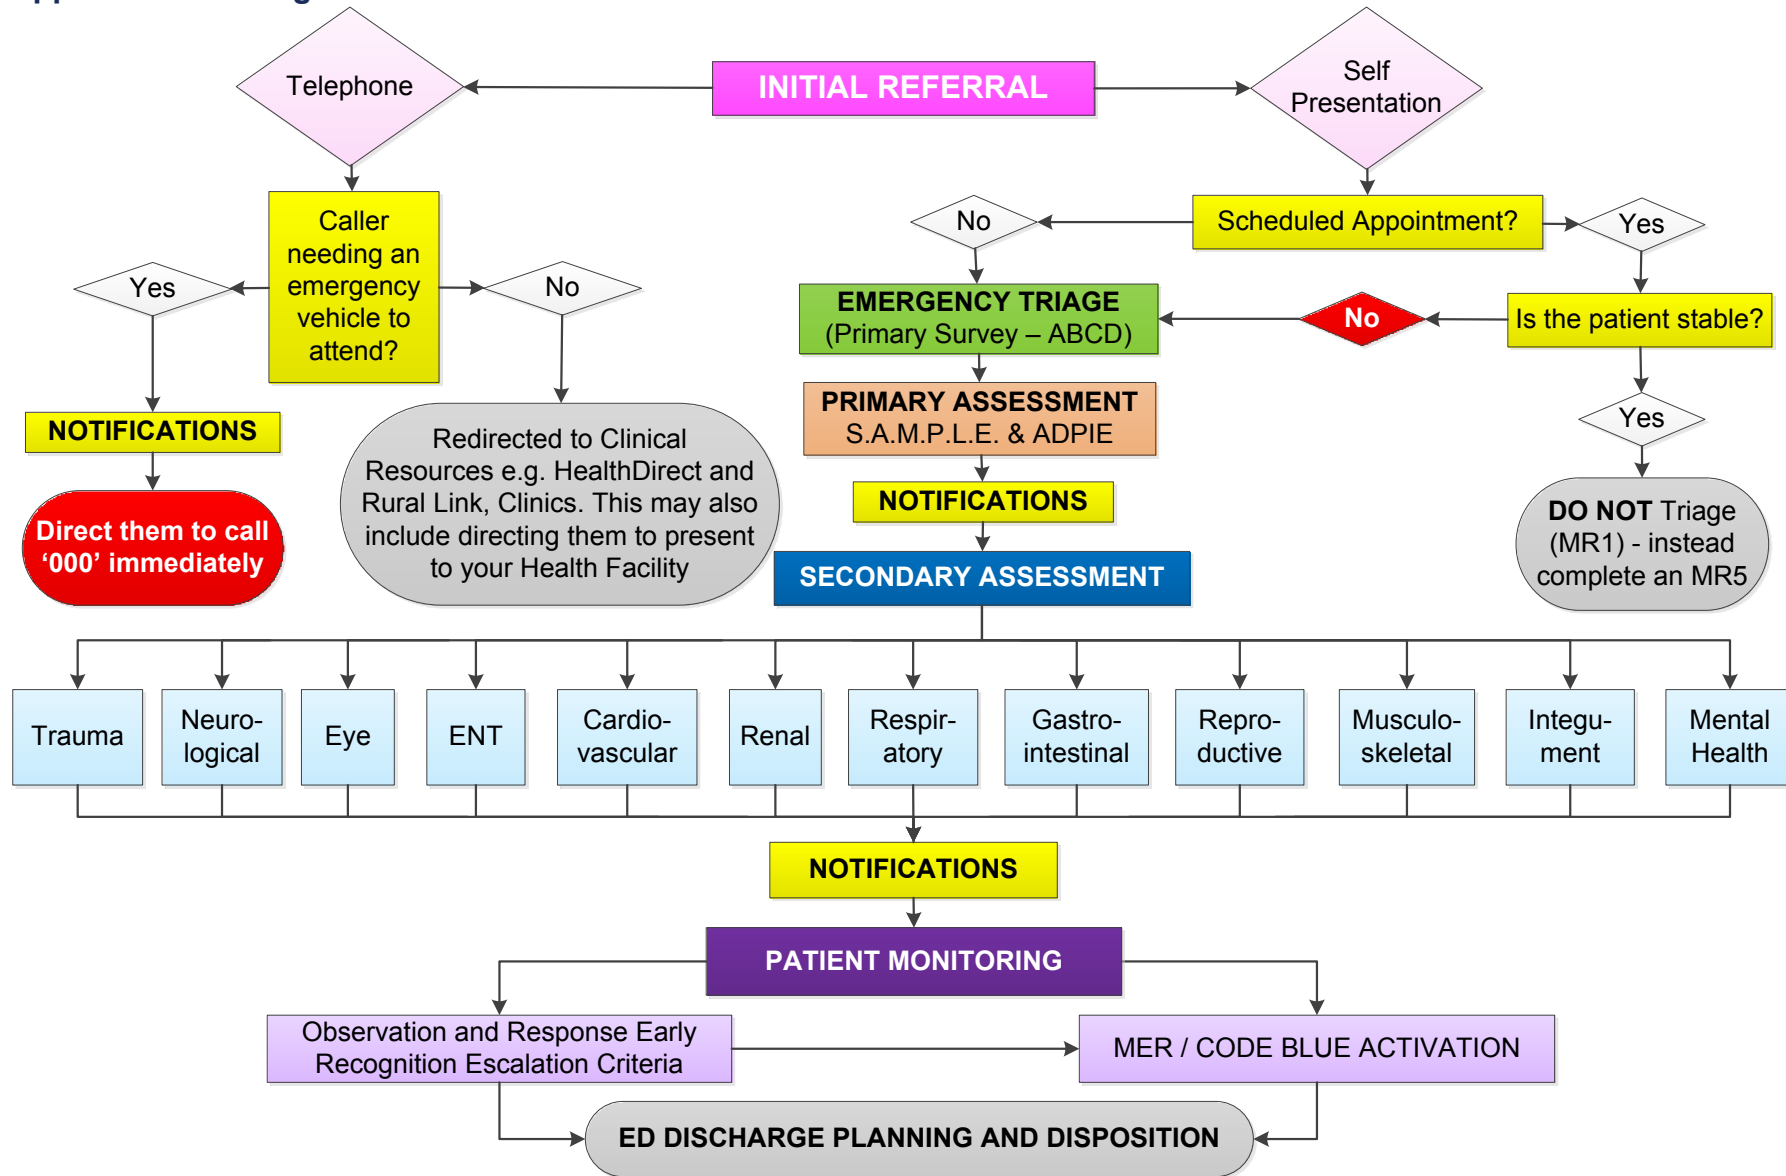 Telephone
INITIAL REFERRAL
Self
Presentation
Caller
needing an
emergency
vehicle to
attend?
No
Scheduled Appointment?
Yes
Yes
No
EMERGENCY TRIAGE
(Primary Survey – ABCD)
No
Is the patient stable?
PRIMARY ASSESSMENT
S.A.M.P.L.E. & ADPIE
Yes
NOTIFICATIONS
Redirected to Clinical
Resources e.g. HealthDirect and
Rural Link, Clinics. This may also
include directing them to present
to your Health Facility
NOTIFICATIONS
Direct them to call
‘000’ immediately
DO NOT Triage
(MR1) - instead
complete an MR5
SECONDARY ASSESSMENT
Trauma
Neuro-
logical
Eye
ENT
Cardio-
vascular
Renal
Respir-
atory
Gastro-
intestinal
Repro-
ductive
Musculo-
skeletal
Integu-
ment
Mental
Health
NOTIFICATIONS
PATIENT MONITORING
Observation and Response Early
Recognition Escalation Criteria
MER / CODE BLUE ACTIVATION
ED DISCHARGE PLANNING AND DISPOSITION